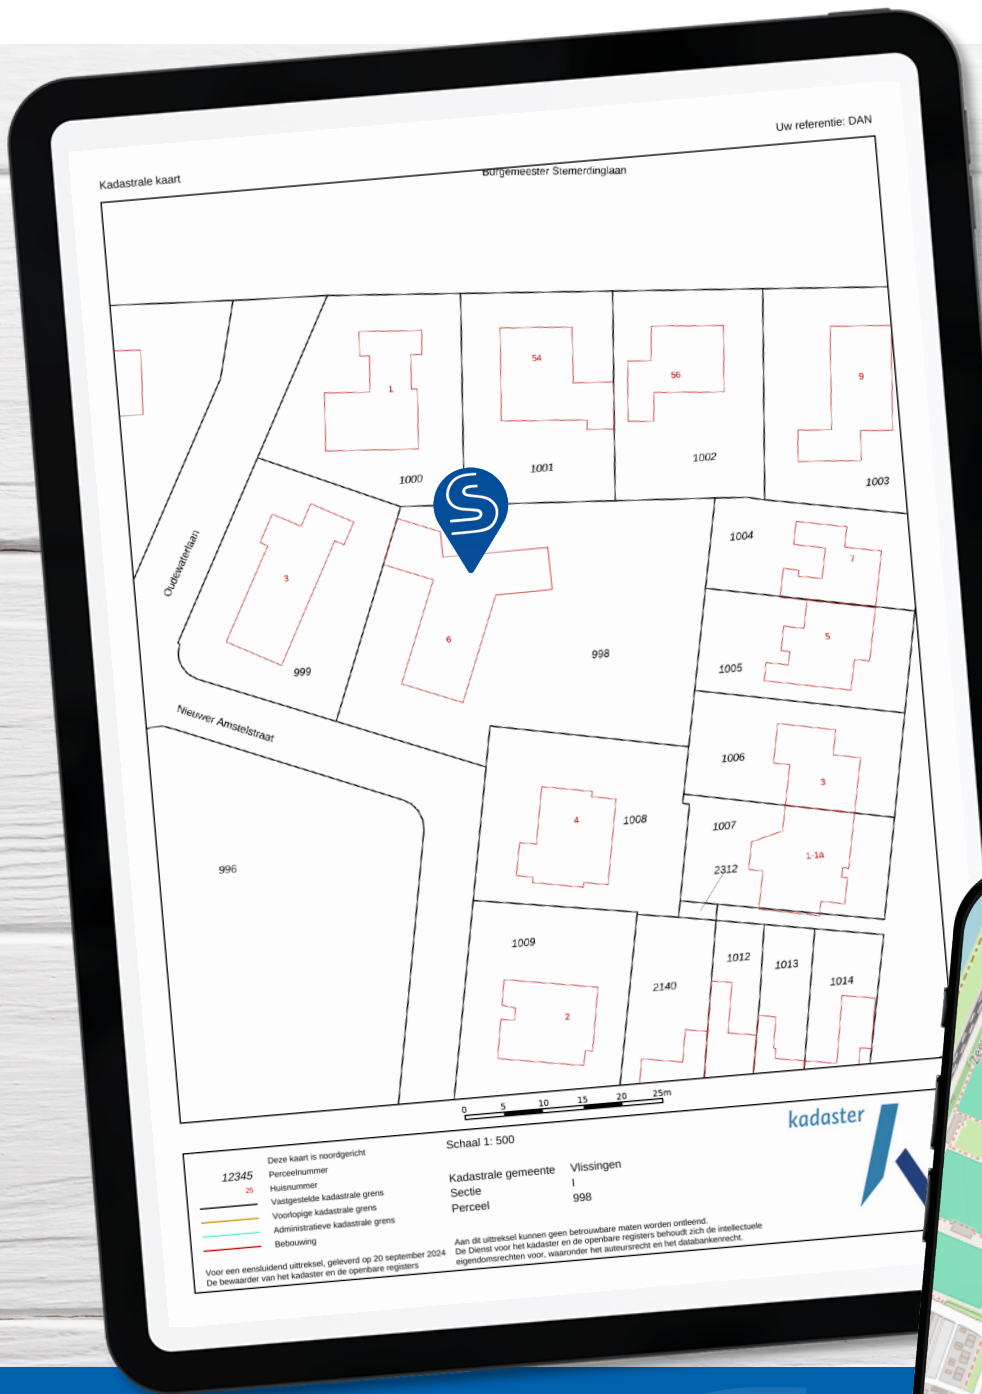 Uw referentie: DAN
Kadastrale kaart
Burgemeester Stemerdinglaan
54
56
9
1
1001
1002
1000
1003
1004
7
Oudewaterlaan
3
5
6
998
999
1005
Nieuwer Amstelstraat
1006
3
4
1008
1007
1-1a
996
2312
1009
1012
1013
1014
2140
2
0 5 10 15 20 25m
Schaal 1: 500
kadaster
Deze kaart is noordgericht
12345 Perceelnummer
25 Huisnummer
Vastgestelde kadastrale grens
Voorlopige kadastrale grens
Administratieve kadastrale grens
Bebouwing
Kadastrale gemeente Vlissingen
Sectie I
Perceel 998
Voor een eensluidend uittreksel, geleverd op 20 september 2024
De bewaarder van het kadaster en de openbare registers
Aan dit uittreksel kunnen geen betrouwbare maten worden ontleend.
De Dienst voor het kadaster en de openbare registers behoudt zich de intellectuele
eigendomsrechten voor, waaronder het auteursrecht en het databankenrecht.